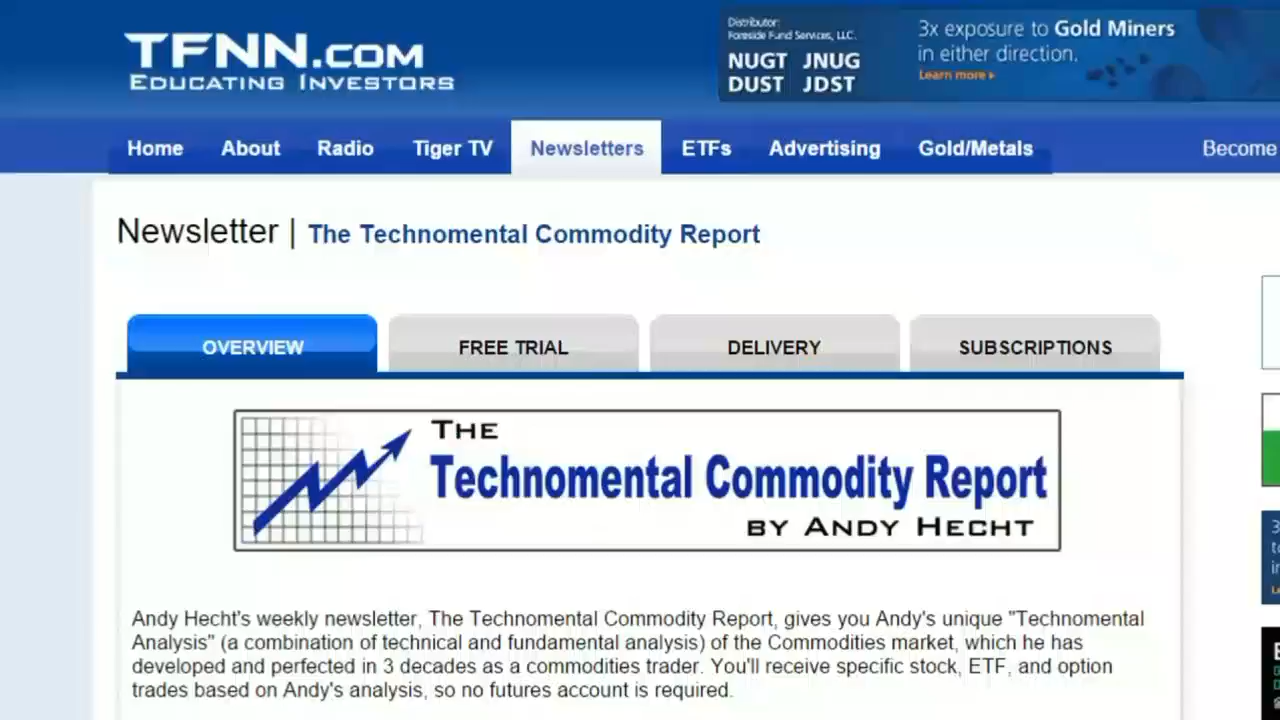 TFNN.COM
EDUCATING INVESTORS
Distributor:
Foreside Fund Services, LLC.
NUGT JNUG
DUST JDST
3x exposure to Gold Miners
in either direction.
Learn more
Home About Radio Tiger TV Newsletters ETFs Advertising Gold/Metals Become
Newsletter | The Technomental Commodity Report
OVERVIEW FREE TRIAL DELIVERY SUBSCRIPTIONS
THE
Technomental Commodity Report
BY ANDY HECHT
Andy Hecht's weekly newsletter, The Technomental Commodity Report, gives you Andy's unique "Technomental
Analysis" (a combination of technical and fundamental analysis) of the Commodities market, which he has
developed and perfected in 3 decades as a commodities trader. You'll receive specific stock, ETF, and option
trades based on Andy's analysis, so no futures account is required.